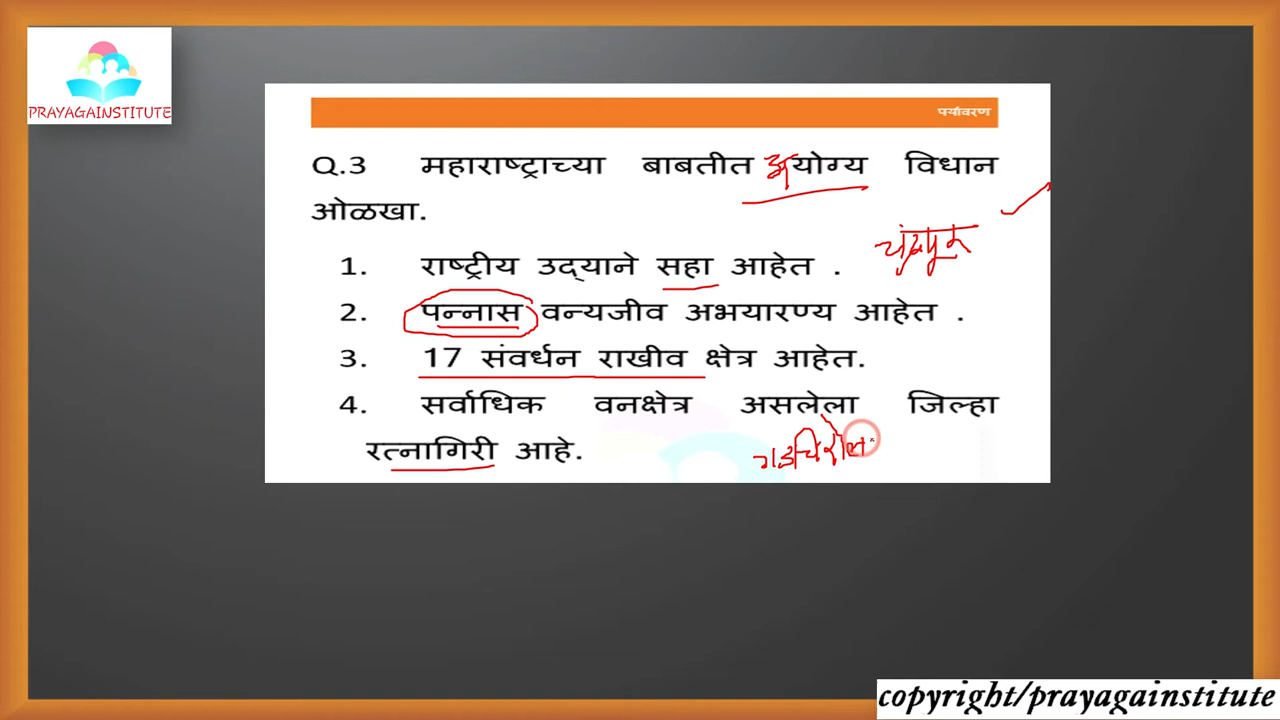 PRAYAGAINSTITUTE
पर्यावरण
Q.3 महाराष्ट्राच्या बाबतीत अयोग्य विधान
ओळखा.
चंद्रपूर
1. राष्ट्रीय उद्याने सहा आहेत .
2. पन्नास वन्यजीव अभयारण्य आहेत .
3. 17 संवर्धन राखीव क्षेत्र आहेत.
4. सर्वाधिक वनक्षेत्र असलेला जिल्हा
रत्नागिरी आहे.
copyright/prayagainstitute